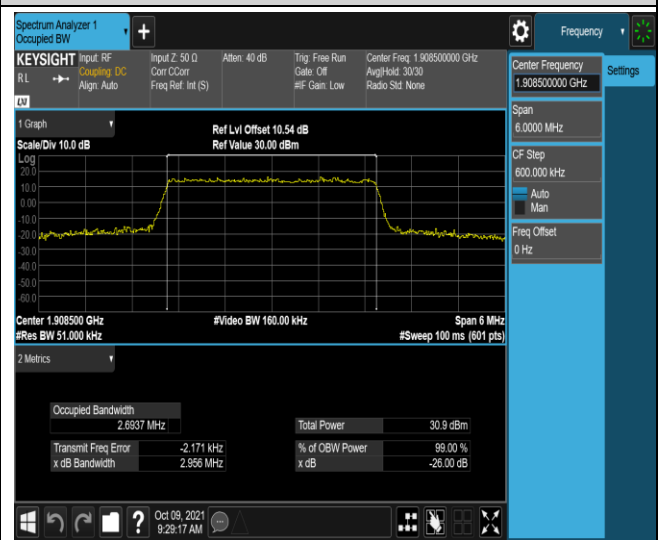 Spectrum Analyzer 1
Occupied BW
Frequency
KEYSIGHT
Input: RF
Coupling: DC
Align: Auto
Input Z: 50 Ω
Corr CCorr
Freq Ref: Int (S)
Atten: 40 dB
Trig: Free Run
Gate: Off
#IF Gain: Low
Center Freq: 1.908500000 GHz
Avg|Hold: 30/30
Radio Std: None
RL
LXI
Center Frequency
1.908500000 GHz
Settings
Span
6.0000 MHz
CF Step
600.000 kHz
Auto
Man
Freq Offset
0 Hz
1 Graph
Scale/Div 10.0 dB
Ref Lvl Offset 10.54 dB
Ref Value 30.00 dBm
Log
20.0
10.0
0.00
-10.0
-20.0
-30.0
-40.0
-50.0
-60.0
Center 1.908500 GHz
#Video BW 160.00 kHz
Span 6 MHz
#Res BW 51.000 kHz
#Sweep 100 ms (601 pts)
2 Metrics
Occupied Bandwidth
2.6937 MHz
Total Power 30.9 dBm
Transmit Freq Error -2.171 kHz
% of OBW Power 99.00 %
x dB Bandwidth 2.956 MHz
x dB -26.00 dB
?
Oct 09, 2021
9:29:17 AM